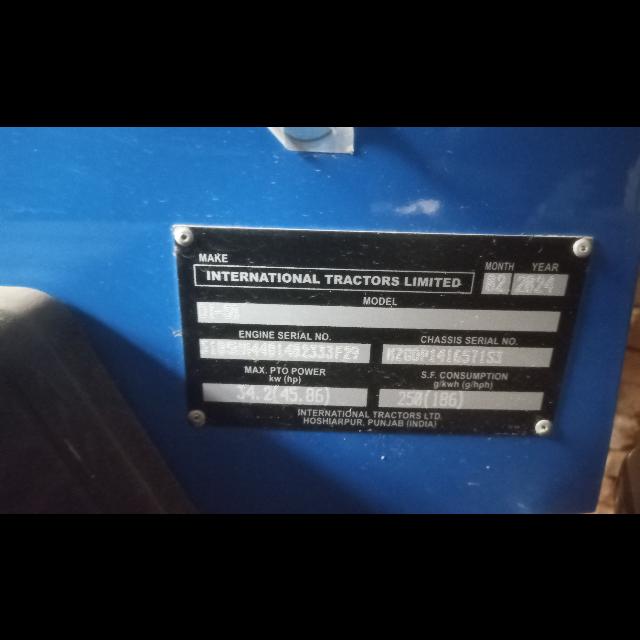 MAKE
INTERNATIONAL TRACTORS LIMITED
MONTH YEAR
02 2024
MODEL
ENGINE SERIAL NO.
CHASSIS SERIAL NO.
MAX. PTO POWER
kw (hp)
34.2(45.86)
S.F. CONSUMPTION
g/kwh (g/hph)
250(186)
INTERNATIONAL TRACTORS LTD.
HOSHIARPUR, PUNJAB (INDIA)